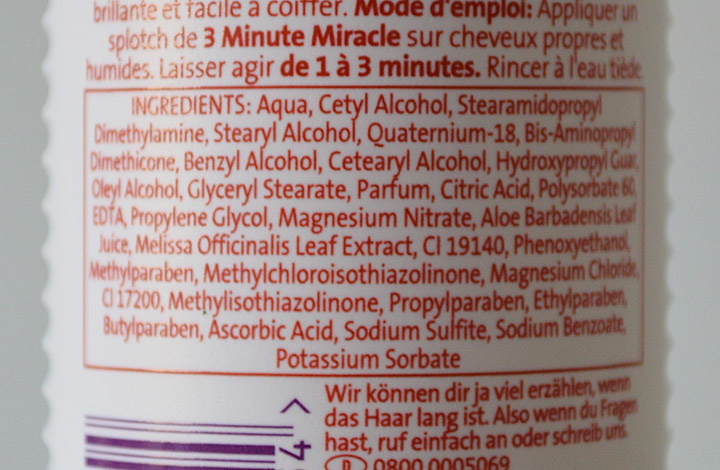 brillante et facile à coiffer. Mode d'emploi: Appliquer un
splotch de 3 Minute Miracle sur cheveux propres et
humides. Laisser agir de 1 à 3 minutes. Rincer à l'eau tiède.
INGREDIENTS: Aqua, Cetyl Alcohol, Stearamidopropyl
Dimethylamine, Stearyl Alcohol, Quaternium-18, Bis-Aminopropyl
Dimethicone, Benzyl Alcohol, Cetearyl Alcohol, Hydroxypropyl Guar,
Oleyl Alcohol, Glyceryl Stearate, Parfum, Citric Acid, Polysorbate 60,
EDTA, Propylene Glycol, Magnesium Nitrate, Aloe Barbadensis Leaf
Juice, Melissa Officinalis Leaf Extract, CI 19140, Phenoxyethanol,
Methylparaben, Methylchloroisothiazolinone, Magnesium Chloride,
CI 17200, Methylisothiazolinone, Propylparaben, Ethylparaben,
Butylparaben, Ascorbic Acid, Sodium Sulfite, Sodium Benzoate,
Potassium Sorbate
Wir können dir ja viel erzählen, wenn
das Haar lang ist. Also wenn du Fragen
hast, ruf einfach an oder schreib uns.
0800 0005069